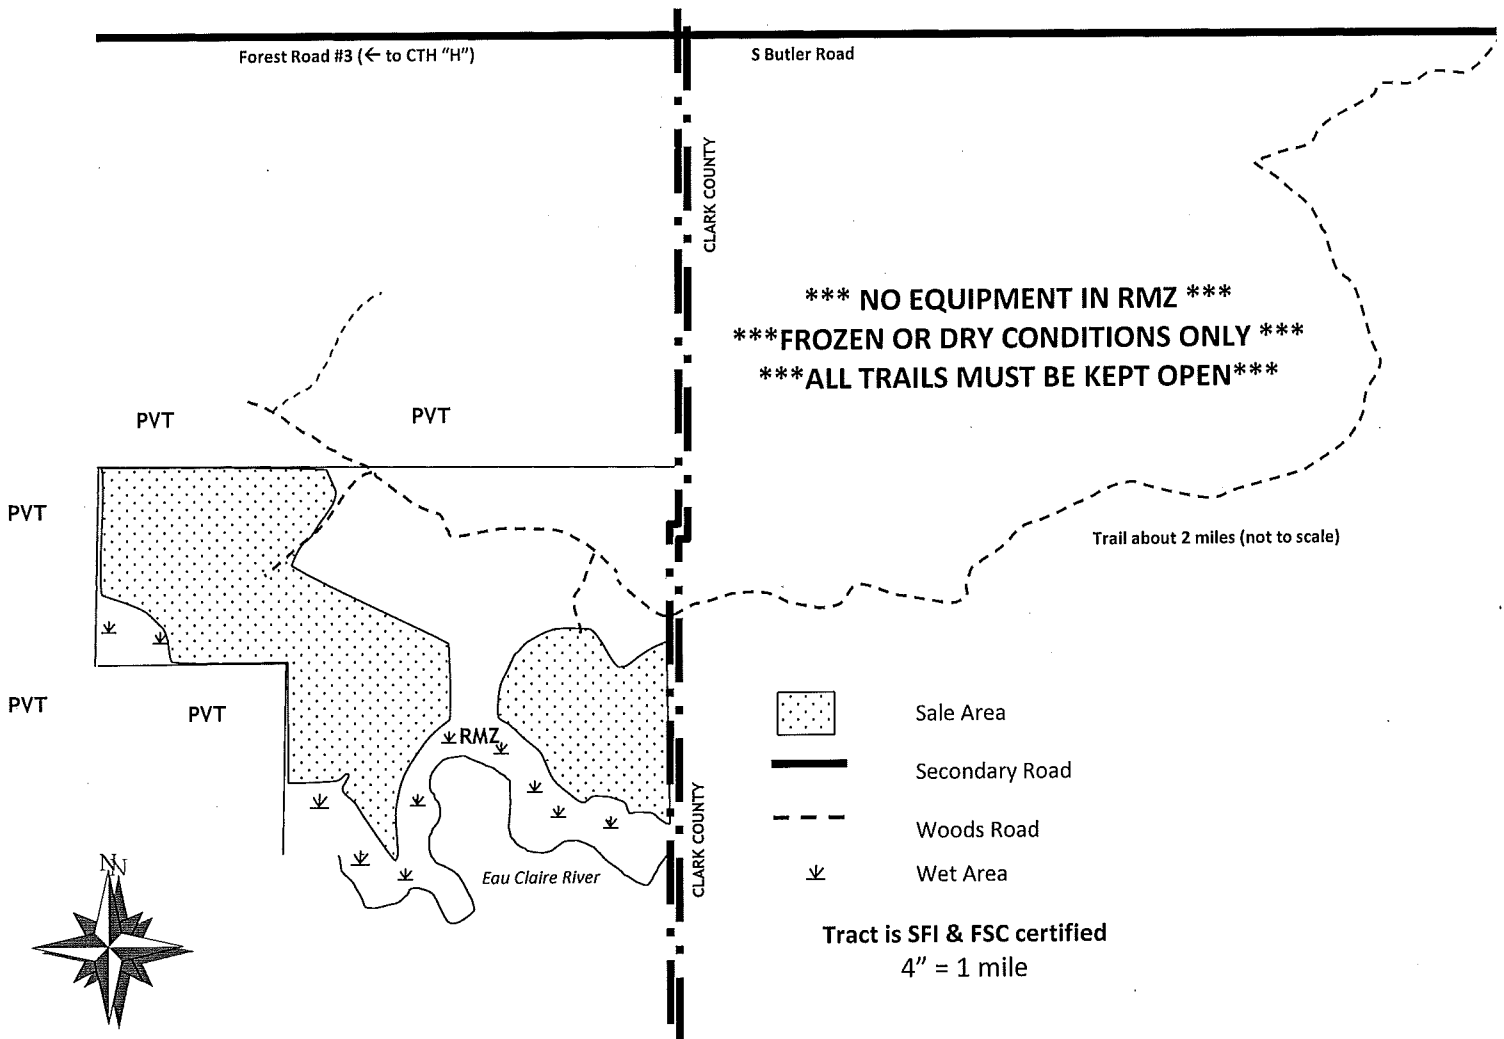 Forest Road #3 (← to CTH "H")
S Butler Road
CLARK COUNTY
*** NO EQUIPMENT IN RMZ ***
***FROZEN OR DRY CONDITIONS ONLY ***
***ALL TRAILS MUST BE KEPT OPEN***
PVT
PVT
PVT
Trail about 2 miles (not to scale)
PVT
PVT
RMZ
Sale Area
Secondary Road
Woods Road
Wet Area
CLARK COUNTY
Eau Claire River
N
N
Tract is SFI & FSC certified
4" = 1 mile